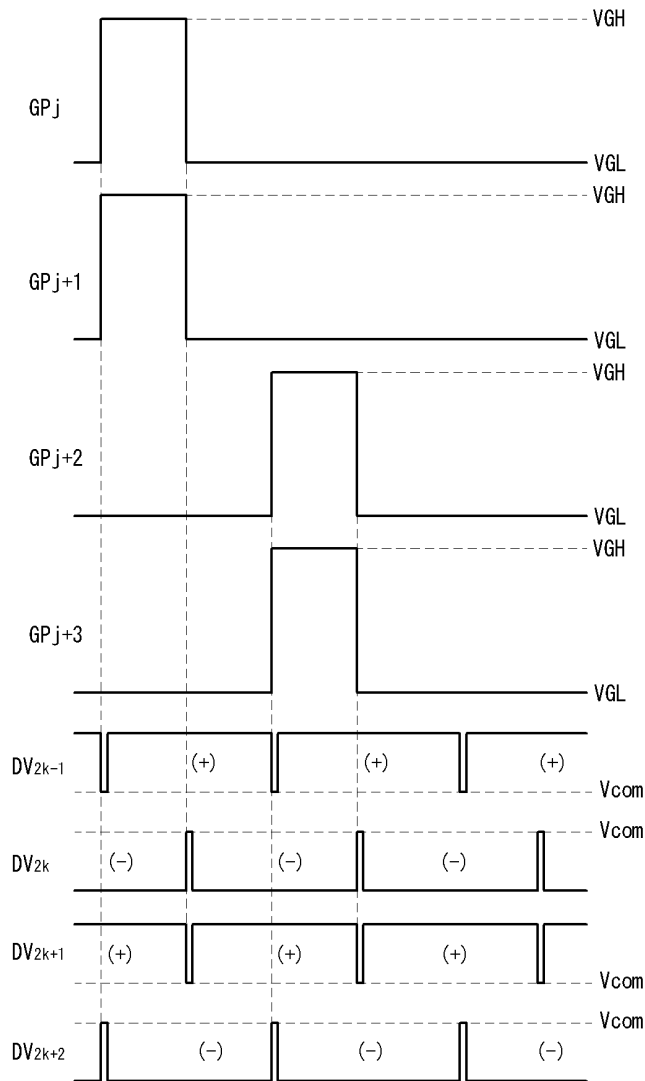 VGH
GPj
VGL
VGH
GPj+1
VGL
VGH
GPj+2
VGL
VGH
GPj+3
VGL
DV2k-1 (+) (+) (+)
Vcom
Vcom
DV2k (-) (-) (-)
DV2k+1 (+) (+) (+)
Vcom
Vcom
DV2k+2 (-) (-) (-)